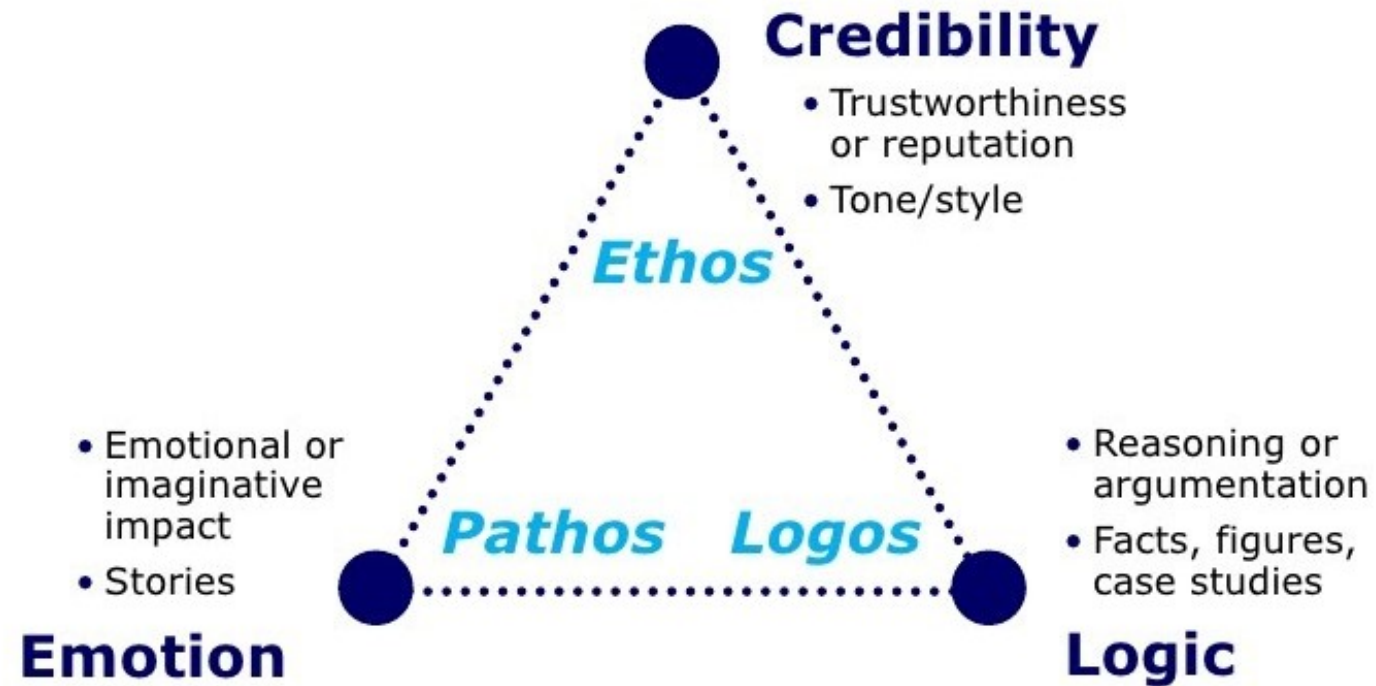 Credibility
• Trustworthiness
or reputation
• Tone/style
Ethos
• Emotional or
imaginative
impact
• Stories
Emotion
Pathos
Logos
• Reasoning or
argumentation
• Facts, figures,
case studies
Logic